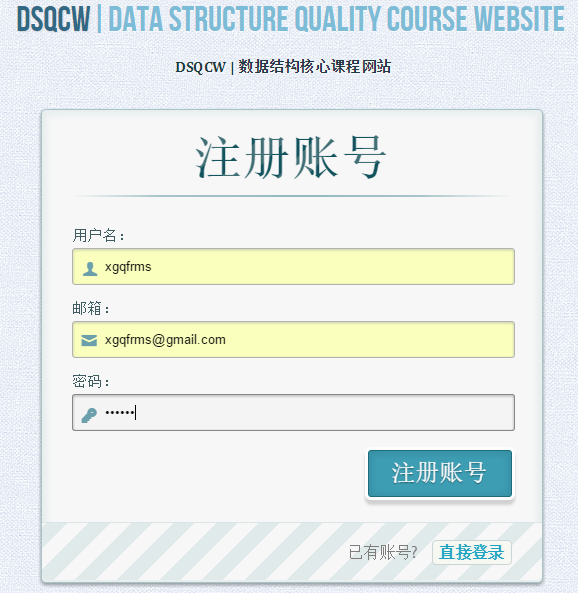 DSQCW | DATA STRUCTURE QUALITY COURSE WEBSITE
DSQCW | 数据结构核心课程网站
注册账号
用户名：
xgqfrms
邮箱：
xgqfrms@gmail.com
密码：
••••••
注册账号
已有账号? 直接登录